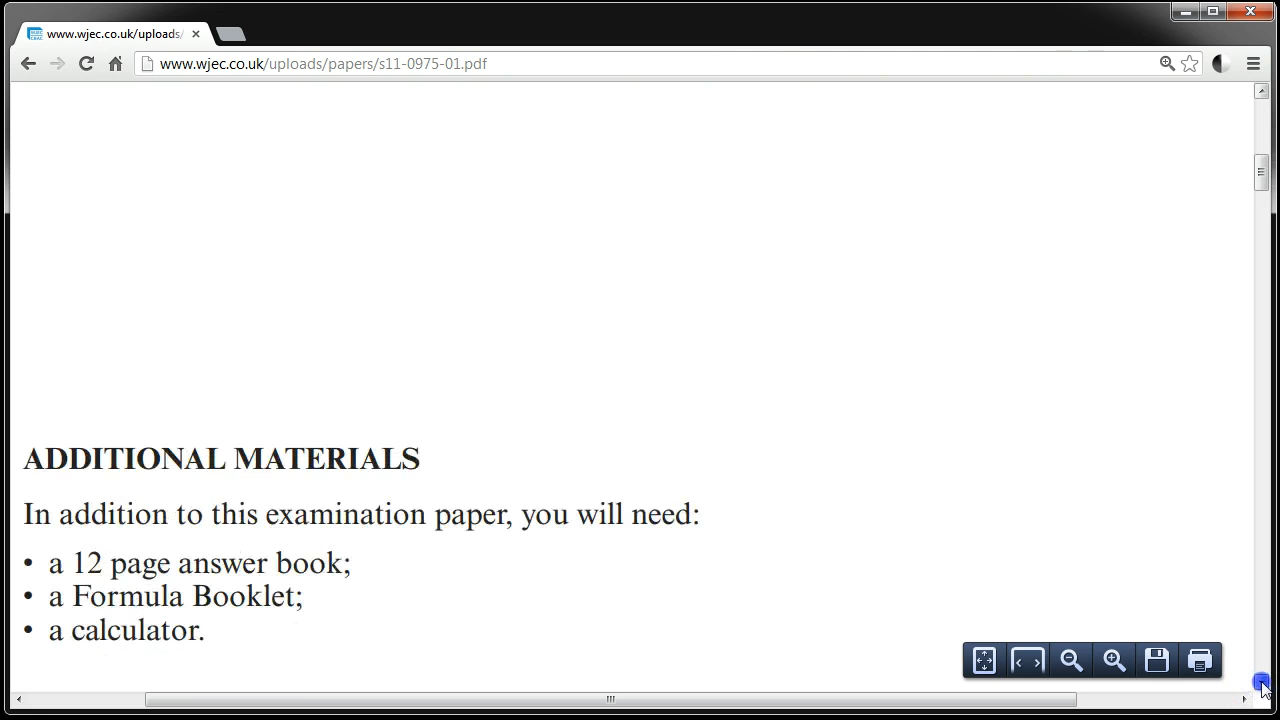 www.wjec.co.uk/uploads/
www.wjec.co.uk/uploads/papers/s11-0975-01.pdf
ADDITIONAL MATERIALS
In addition to this examination paper, you will need:
• a 12 page answer book;
• a Formula Booklet;
• a calculator.